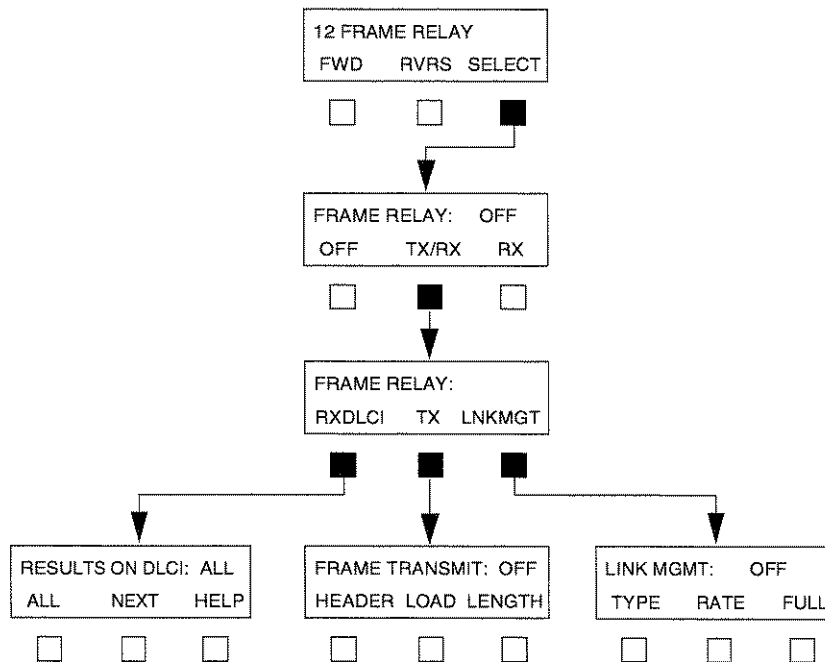 12 FRAME RELAY
FWD RVRS SELECT
FRAME RELAY: OFF
OFF TX/RX RX
FRAME RELAY:
RXDLCI TX LNKMGT
RESULTS ON DLCI: ALL
ALL NEXT HELP
FRAME TRANSMIT: OFF
HEADER LOAD LENGTH
LINK MGMT: OFF
TYPE RATE FULL